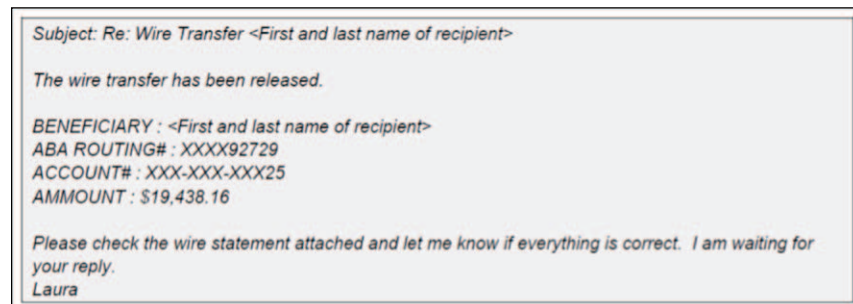 Subject: Re: Wire Transfer <First and last name of recipient>
The wire transfer has been released.
BENEFICIARY : <First and last name of recipient>
ABA ROUTING# : XXXX92729
ACCOUNT# : XXX-XXX-XXX25
AMMOUNT : $19,438.16
Please check the wire statement attached and let me know if everything is correct.  I am waiting for
your reply.
Laura